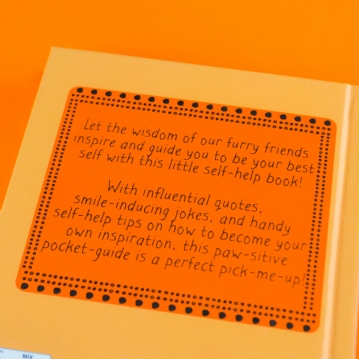 Let the wisdom of our furry friends
inspire and guide you to be your best
self with this little self-help book!
With influential quotes,
smile-inducing jokes, and handy
self-help tips on how to become your
own inspiration, this paw-sitive
pocket-guide is a perfect pick-me-up!